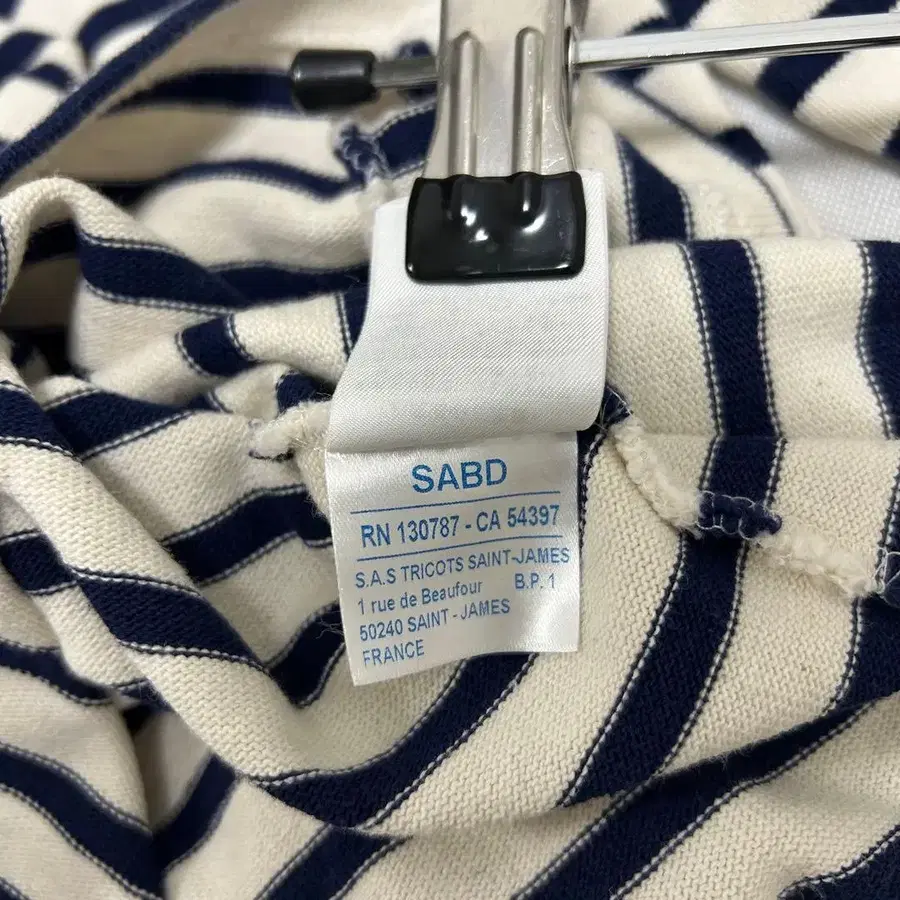 SABD
RN 130787 - CA 54397
S.A.S TRICOTS SAINT-JAMES
1 rue de Beaufour B.P. 1
50240 SAINT - JAMES
FRANCE